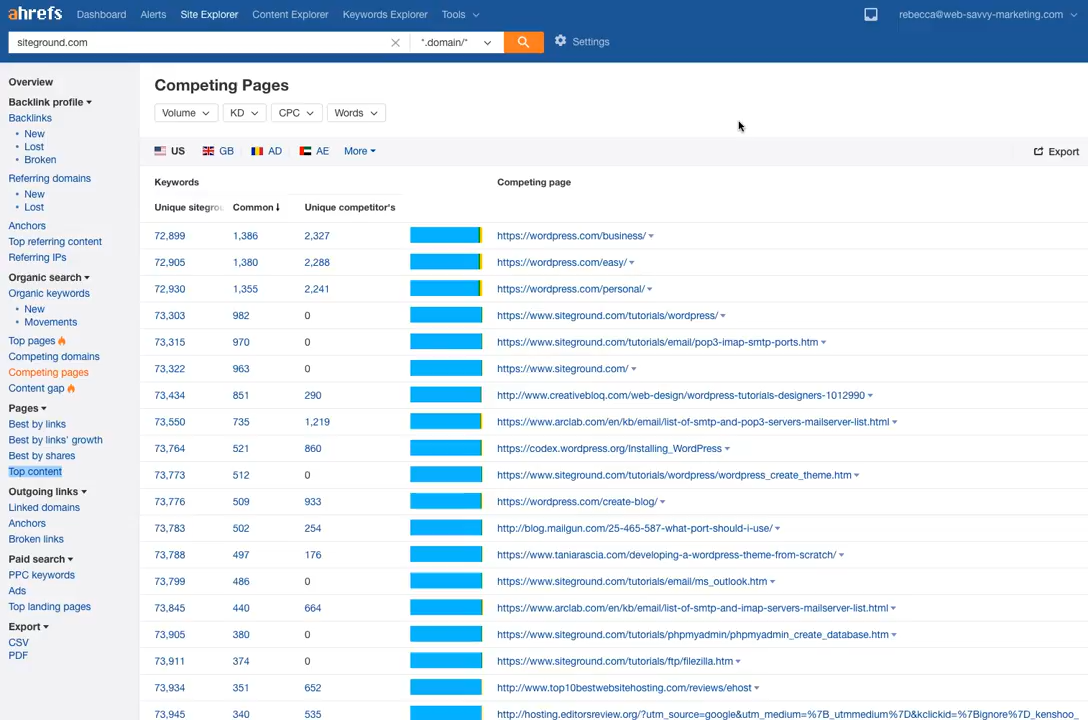 ahrefs Dashboard Alerts Site Explorer Content Explorer Keywords Explorer Tools rebecca@web-savvy-marketing.com
siteground.com *.domain/* Settings
Overview
Backlink profile
Backlinks
• New
• Lost
• Broken
Referring domains
• New
• Lost
Anchors
Top referring content
Referring IPs
Organic search
Organic keywords
• New
• Movements
Top pages
Competing domains
Competing pages
Content gap
Pages
Best by links
Best by links' growth
Best by shares
Top content
Outgoing links
Linked domains
Anchors
Broken links
Paid search
PPC keywords
Ads
Top landing pages
Export
CSV
PDF
Competing Pages
Volume KD CPC Words
US GB AD AE More Export
Keywords Competing page
Unique Common Unique competitor's
72,899 1,386 2,327 https://wordpress.com/business/
72,905 1,380 2,288 https://wordpress.com/easy/
72,930 1,355 2,241 https://wordpress.com/personal/
73,303 982 0 https://www.siteground.com/tutorials/wordpress/
73,315 970 0 https://www.siteground.com/tutorials/email/pop3-imap-smtp-ports.htm
73,322 963 0 https://www.siteground.com/
73,434 851 290 http://www.creativebloq.com/web-design/wordpress-tutorials-designers-1012990
73,550 735 1,219 https://www.arclab.com/en/kb/email/list-of-smtp-and-pop3-servers-mailserver-list.html
73,764 521 860 https://codex.wordpress.org/Installing_WordPress
73,773 512 0 https://www.siteground.com/tutorials/wordpress/wordpress_create_theme.htm
73,776 509 933 https://wordpress.com/create-blog/
73,783 502 254 http://blog.mailgun.com/25-465-587-what-port-should-i-use/
73,788 497 176 https://www.taniarascia.com/developing-a-wordpress-theme-from-scratch/
73,799 486 0 https://www.siteground.com/tutorials/email/ms_outlook.htm
73,845 440 664 https://www.arclab.com/en/kb/email/list-of-smtp-and-imap-servers-mailserver-list.html
73,905 380 0 https://www.siteground.com/tutorials/phpmyadmin/phpmyadmin_create_database.htm
73,911 374 0 https://www.siteground.com/tutorials/ftp/filezilla.htm
73,934 351 652 http://www.top10bestwebsitehosting.com/reviews/ehost
73,945 340 535 http://hosting.editorsreview.org/?utm_source=google&utm_medium=%7B_utmmedium%7D&kclickid=%7Bignore%7D_kenshoo_